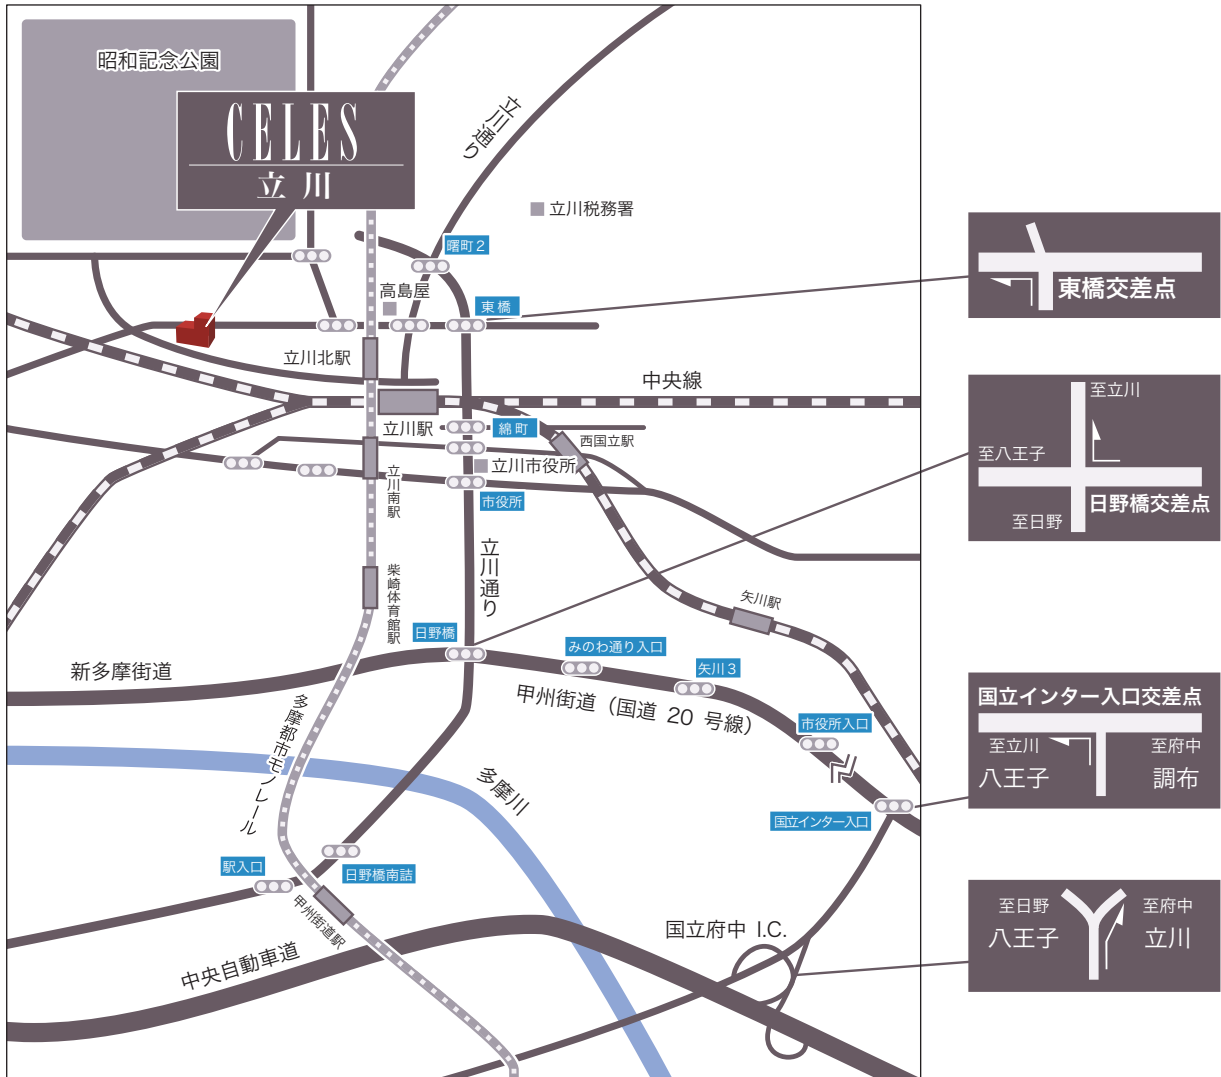 昭和記念公園
CELES
立川
立川通り
立川税務署
曙町2
高島屋
東橋
東橋交差点
立川北駅
中央線
立川駅
綿町
西国立駅
立川市役所
立川南駅
市役所
至立川
至八王子
日野橋交差点
至日野
立川通り
柴崎体育館駅
日野橋
矢川駅
みのわ通り入口
矢川3
新多摩街道
甲州街道（国道 20 号線）
多摩都市モノレール
市役所入口
国立インター入口交差点
至立川
八王子
至府中
調布
多摩川
国立インター入口
駅入口
日野橋南詰
甲州街道駅
国立府中 I.C.
中央自動車道
至日野
八王子
至府中
立川